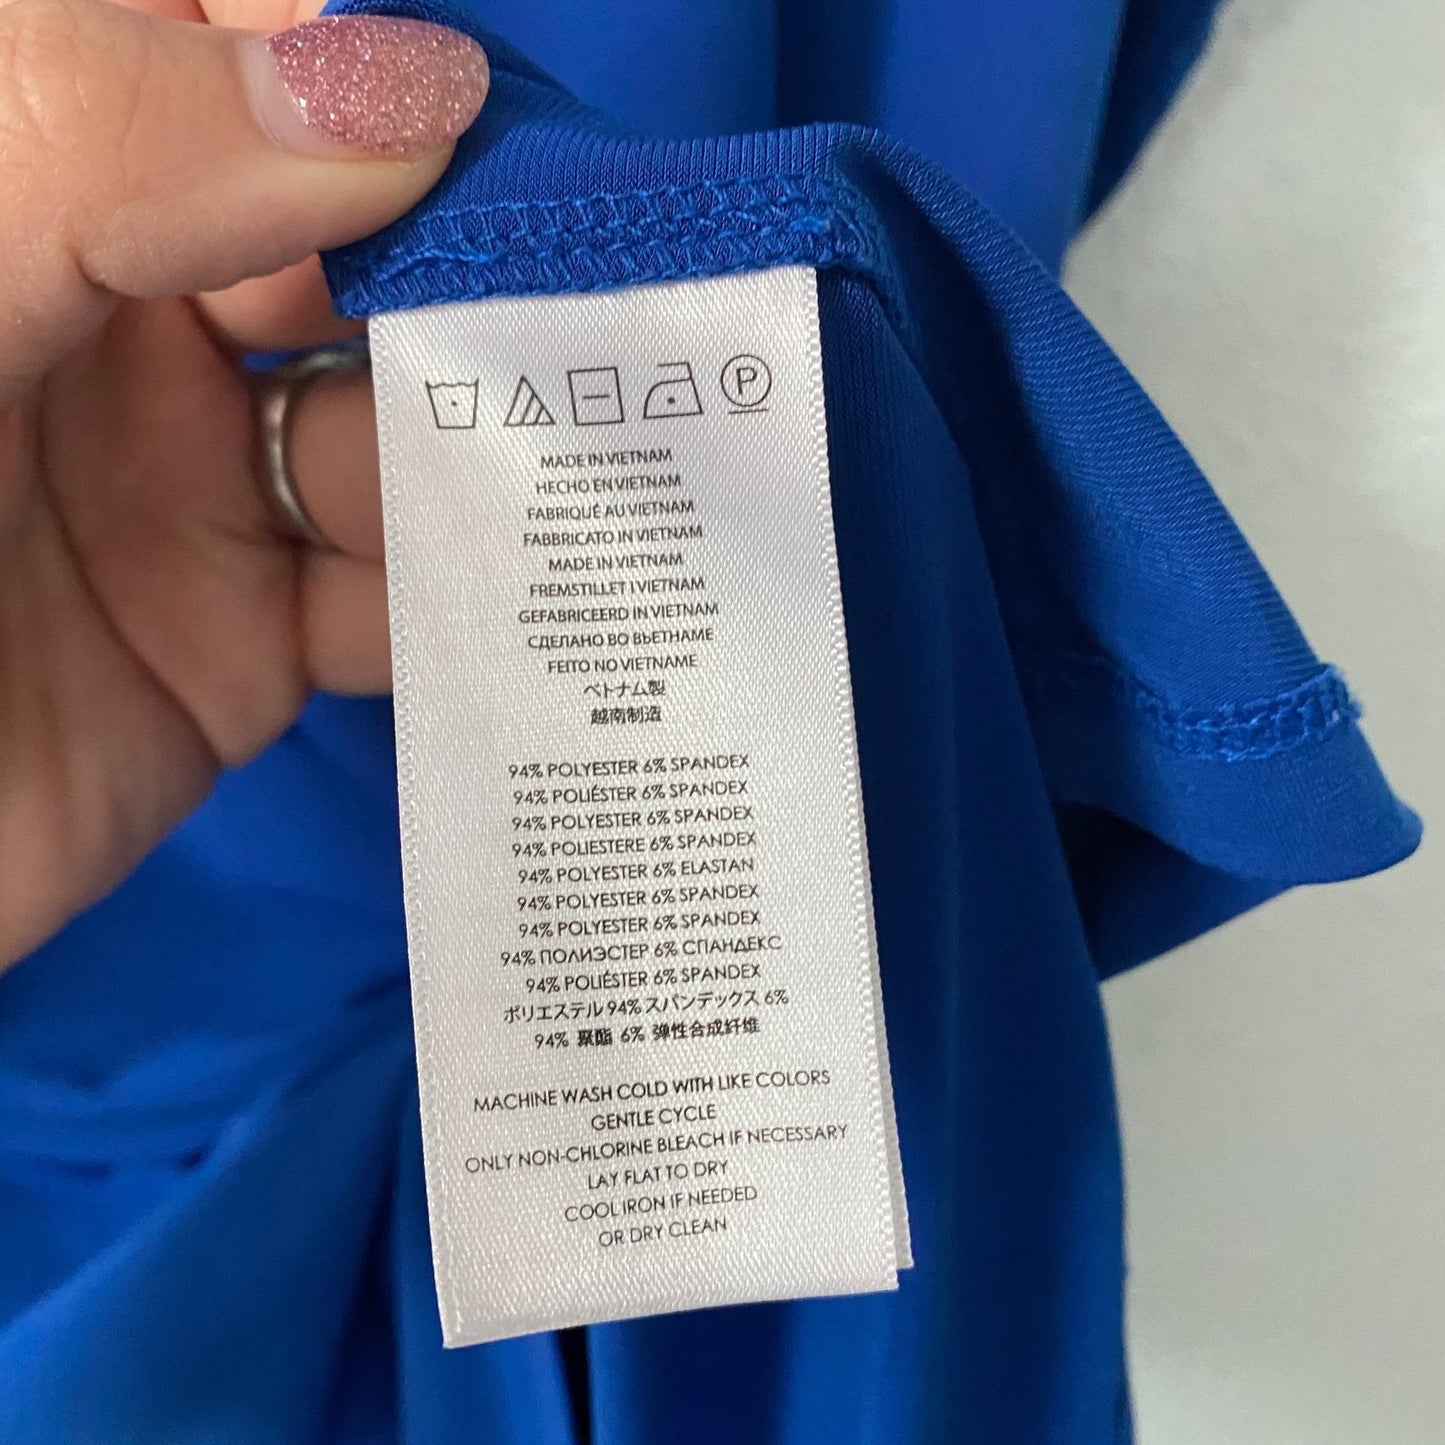 P
MADE IN VIETNAM
HECHO EN VIETNAM
FABRIQUÉ AU VIETNAM
FABBRICATO IN VIETNAM
MADE IN VIETNAM
FREMSTILLET I VIETNAM
GEFABRICEERD IN VIETNAM
СДЕЛАНО ВО ВЬЕТНАМЕ
FEITO NO VIETNAME
ベトナム製
越南制造
94% POLYESTER 6% SPANDEX
94% POLIÉSTER 6% SPANDEX
94% POLYESTER 6% SPANDEX
94% POLIESTERE 6% SPANDEX
94% POLYESTER 6% ELASTAN
94% POLYESTER 6% SPANDEX
94% POLYESTER 6% SPANDEX
94% ПОЛИЭСТЕР 6% СПАНДЕКС
94% POLIÉSTER 6% SPANDEX
ポリエステル 94% スパンデックス 6%
94% 聚酯 6% 弹性合成纤维
MACHINE WASH COLD WITH LIKE COLORS
GENTLE CYCLE
ONLY NON-CHLORINE BLEACH IF NECESSARY
LAY FLAT TO DRY
COOL IRON IF NEEDED
OR DRY CLEAN